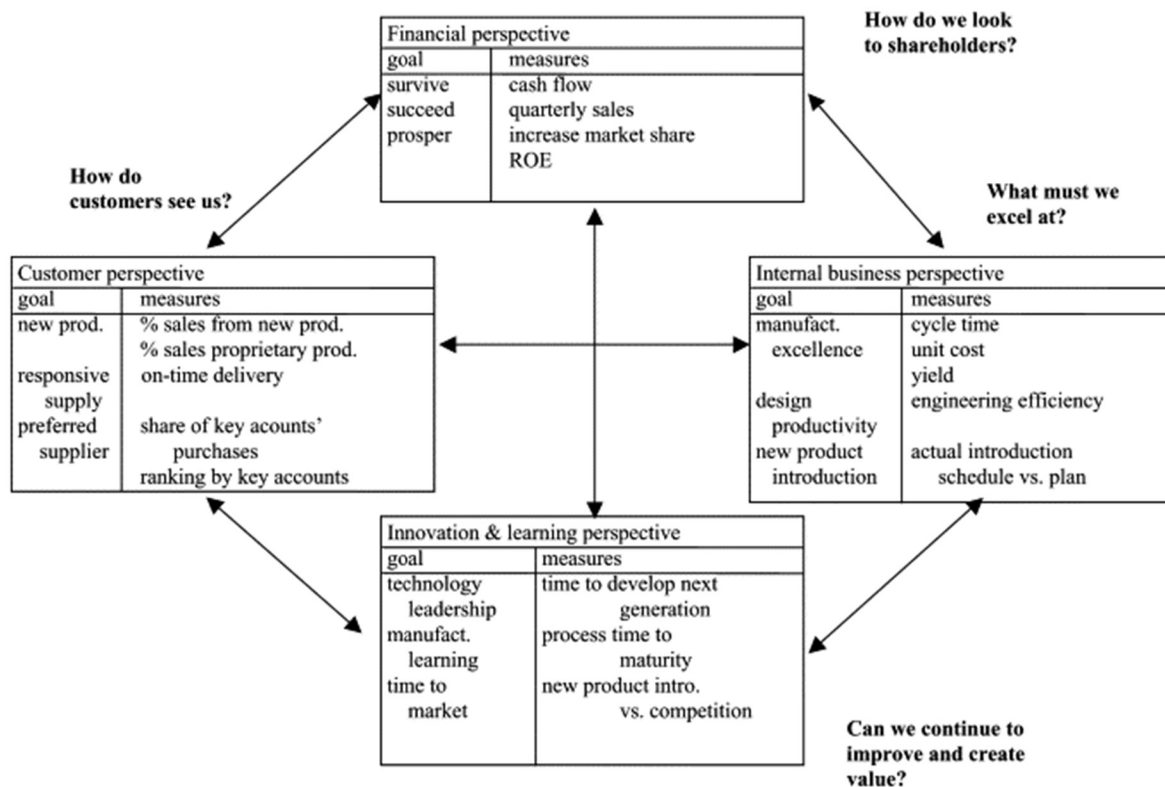 How do we look
to shareholders?
Financial perspective
goal measures
survive cash flow
succeed quarterly sales
prosper increase market share
ROE
How do
customers see us?
What must we
excel at?
Customer perspective
goal measures
new prod. % sales from new prod.
% sales proprietary prod.
responsive on-time delivery
supply
preferred share of key acounts'
supplier purchases
ranking by key accounts
Internal business perspective
goal measures
manufact. cycle time
excellence unit cost
yield
design engineering efficiency
productivity
new product actual introduction
introduction schedule vs. plan
Innovation & learning perspective
goal measures
technology time to develop next
leadership generation
manufact. process time to
learning maturity
time to new product intro.
market vs. competition
Can we continue to
improve and create
value?